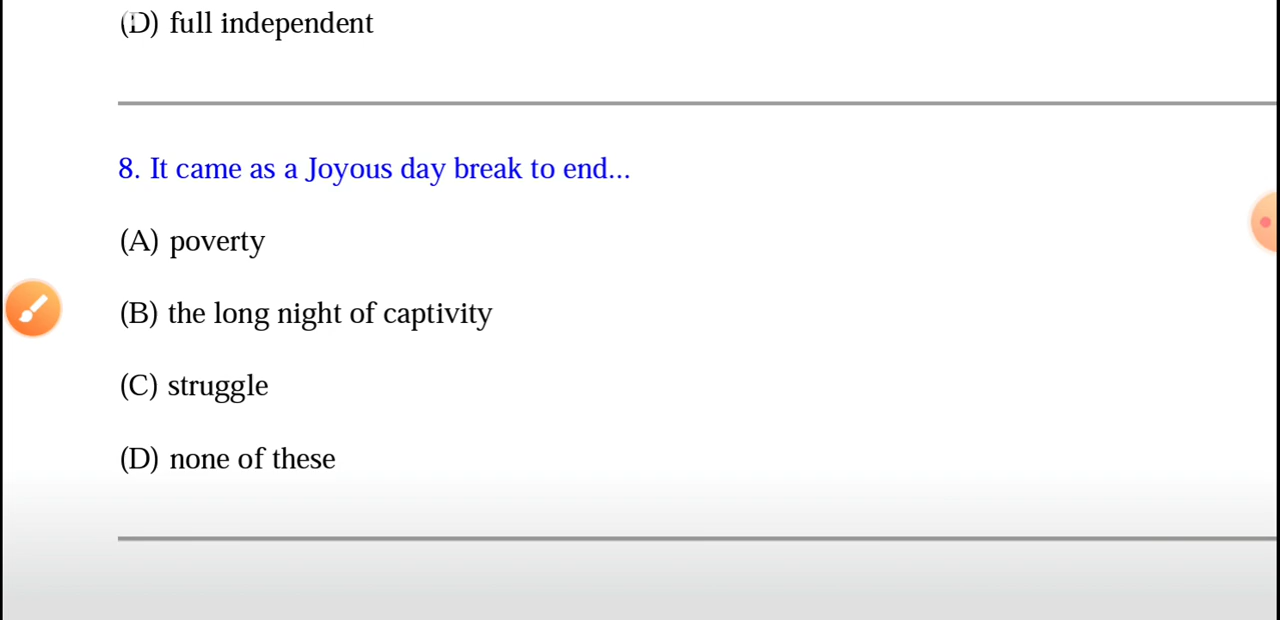 (D) full independent
8. It came as a Joyous day break to end...
(A) poverty
(B) the long night of captivity
(C) struggle
(D) none of these